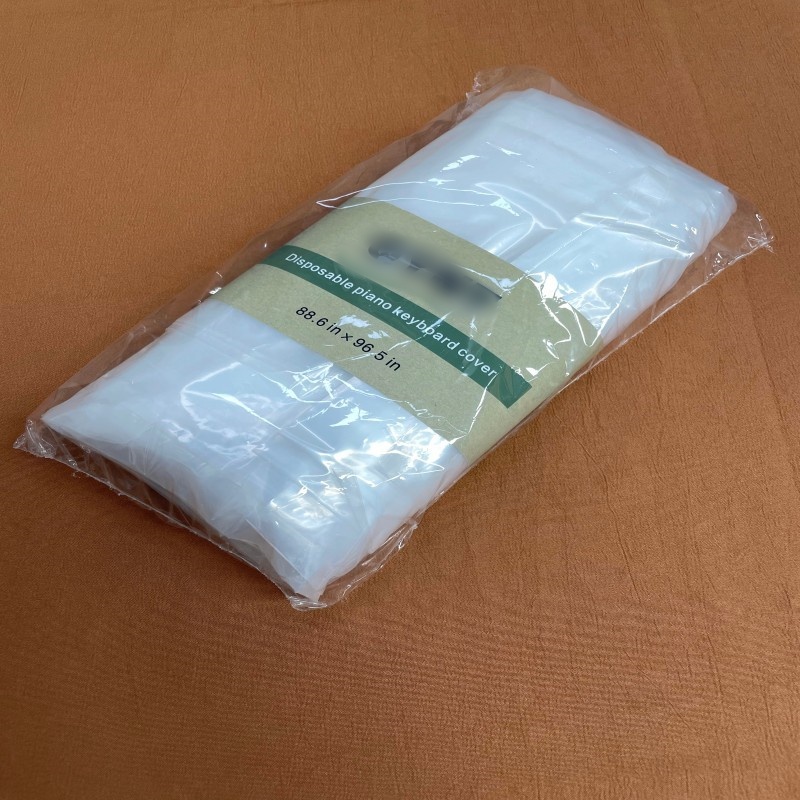 Disposable piano keyboard cover
88.6 in × 96.5 in